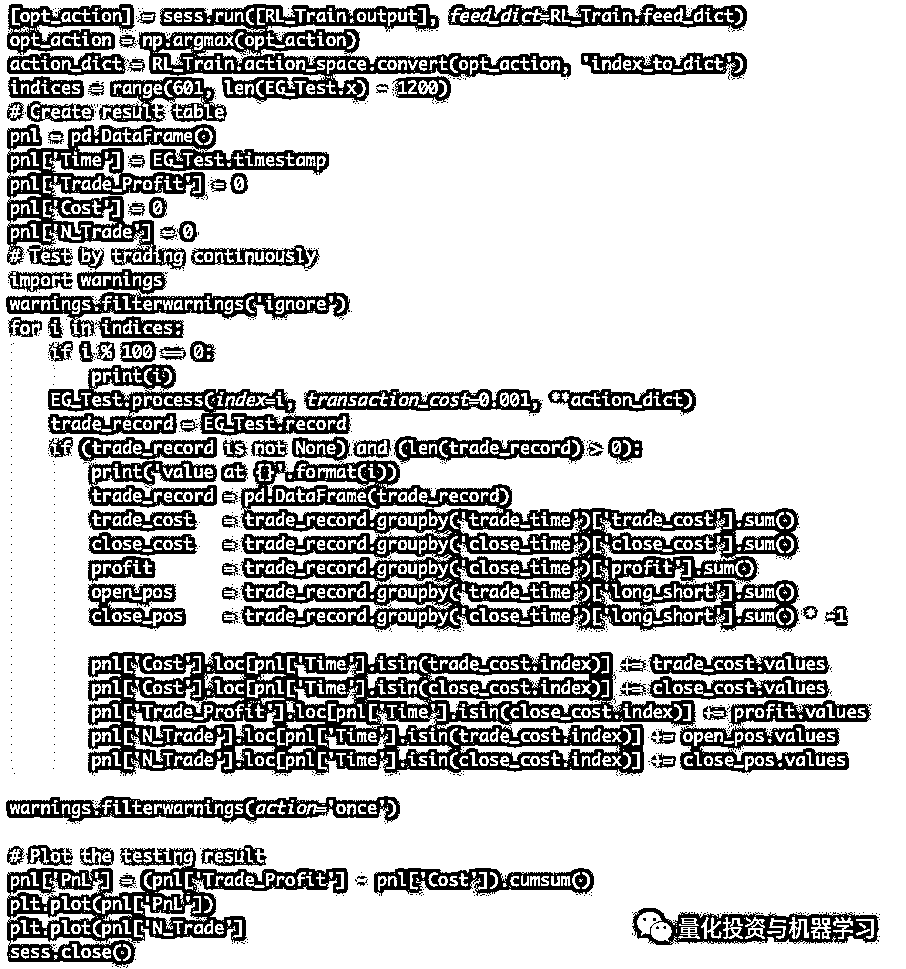 [opt_action] = sess.run([RL_Train.output], feed_dict=RL_Train.feed_dict)
opt_action = np.argmax(opt_action)
action_dict = RL_Train.action_space.convert(opt_action, 'index_to_dict')
indices = range(601, len(EG_Test.x) - 1200)
# Create result table
pnl = pd.DataFrame()
pnl['Time'] = EG_Test.timestamp
pnl['Trade_Profit'] = 0
pnl['Cost'] = 0
pnl['N_Trade'] = 0
# Test by trading continuously
import warnings
warnings.filterwarnings('ignore')
for i in indices:
    if i % 100 == 0:
        print(i)
    EG_Test.process(index=i, transaction_cost=0.001, **action_dict)
    trade_record = EG_Test.record
    if (trade_record is not None) and (len(trade_record) > 0):
        print('value at {}'.format(i))
        trade_record = pd.DataFrame(trade_record)
        trade_cost   = trade_record.groupby('trade_time')['trade_cost'].sum()
        close_cost   = trade_record.groupby('close_time')['close_cost'].sum()
        profit       = trade_record.groupby('close_time')['profit'].sum()
        open_pos     = trade_record.groupby('trade_time')['long_short'].sum()
        close_pos    = trade_record.groupby('close_time')['long_short'].sum() * -1
        pnl['Cost'].loc[pnl['Time'].isin(trade_cost.index)] += trade_cost.values
        pnl['Cost'].loc[pnl['Time'].isin(close_cost.index)] += close_cost.values
        pnl['Trade_Profit'].loc[pnl['Time'].isin(close_cost.index)] += profit.values
        pnl['N_Trade'].loc[pnl['Time'].isin(trade_cost.index)] += open_pos.values
        pnl['N_Trade'].loc[pnl['Time'].isin(close_cost.index)] += close_pos.values
warnings.filterwarnings(action='once')
# Plot the testing result
pnl['PnL'] = (pnl['Trade_Profit'] - pnl['Cost']).cumsum()
plt.plot(pnl['PnL'])
plt.plot(pnl['N_Trade']
sess.close()
量化投资与机器学习